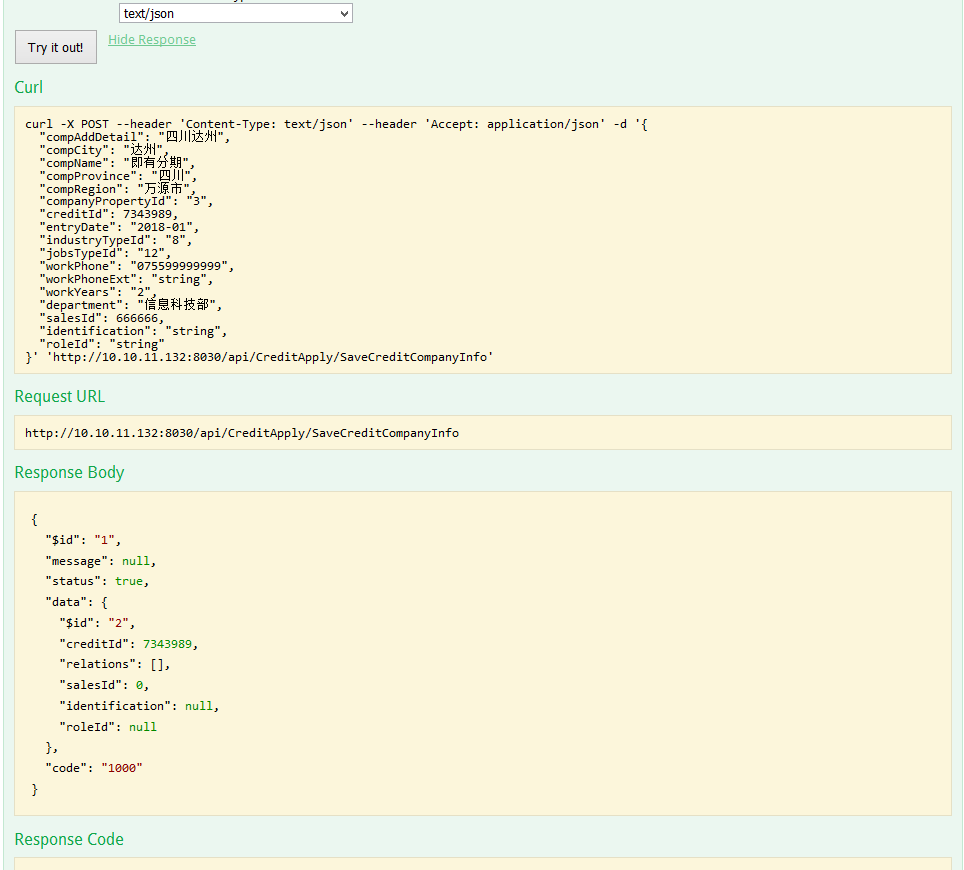 text/json
Try it out!
Hide Response
Curl
curl -X POST --header 'Content-Type: text/json' --header 'Accept: application/json' -d '{
  "compAddDetail": "四川达州",
  "compCity": "达州",
  "compName": "即有分期",
  "compProvince": "四川",
  "compRegion": "万源市",
  "companyPropertyId": "3",
  "creditId": 7343989,
  "entryDate": "2018-01",
  "industryTypeId": "8",
  "jobsTypeId": "12",
  "workPhone": "075599999999",
  "workPhoneExt": "string",
  "workYears": "2",
  "department": "信息科技部",
  "salesId": 666666,
  "identification": "string",
  "roleId": "string"
}' 'http://10.10.11.132:8030/api/CreditApply/SaveCreditCompanyInfo'
Request URL
http://10.10.11.132:8030/api/CreditApply/SaveCreditCompanyInfo
Response Body
{
  "$id": "1",
  "message": null,
  "status": true,
  "data": {
    "$id": "2",
    "creditId": 7343989,
    "relations": [],
    "salesId": 0,
    "identification": null,
    "roleId": null
  },
  "code": "1000"
}
Response Code